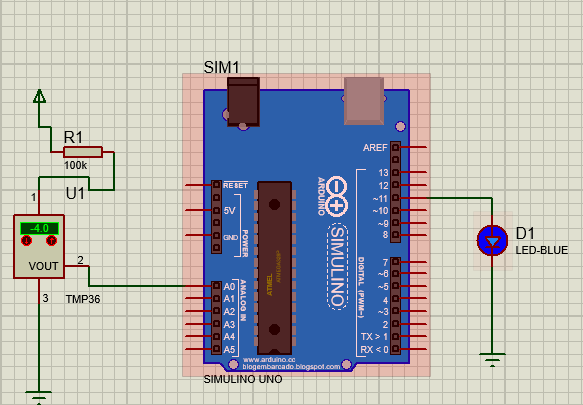 SIM1
R1
100k
1
U1
-4.0
VOUT
2
3
TMP36
RESET
5V
GND
POWER
A0
A1
A2
A3
A4
A5
ANALOG IN
ATMEL
ARDUINO
SIMULINO
AREF
13
12
~11
~10
~9
8
7
~6
~5
4
~3
2
TX > 1
RX < 0
DIGITAL (PWM~)
www.arduino.cc
blogembarcado.blogspot.com
SIMULINO UNO
D1
LED-BLUE